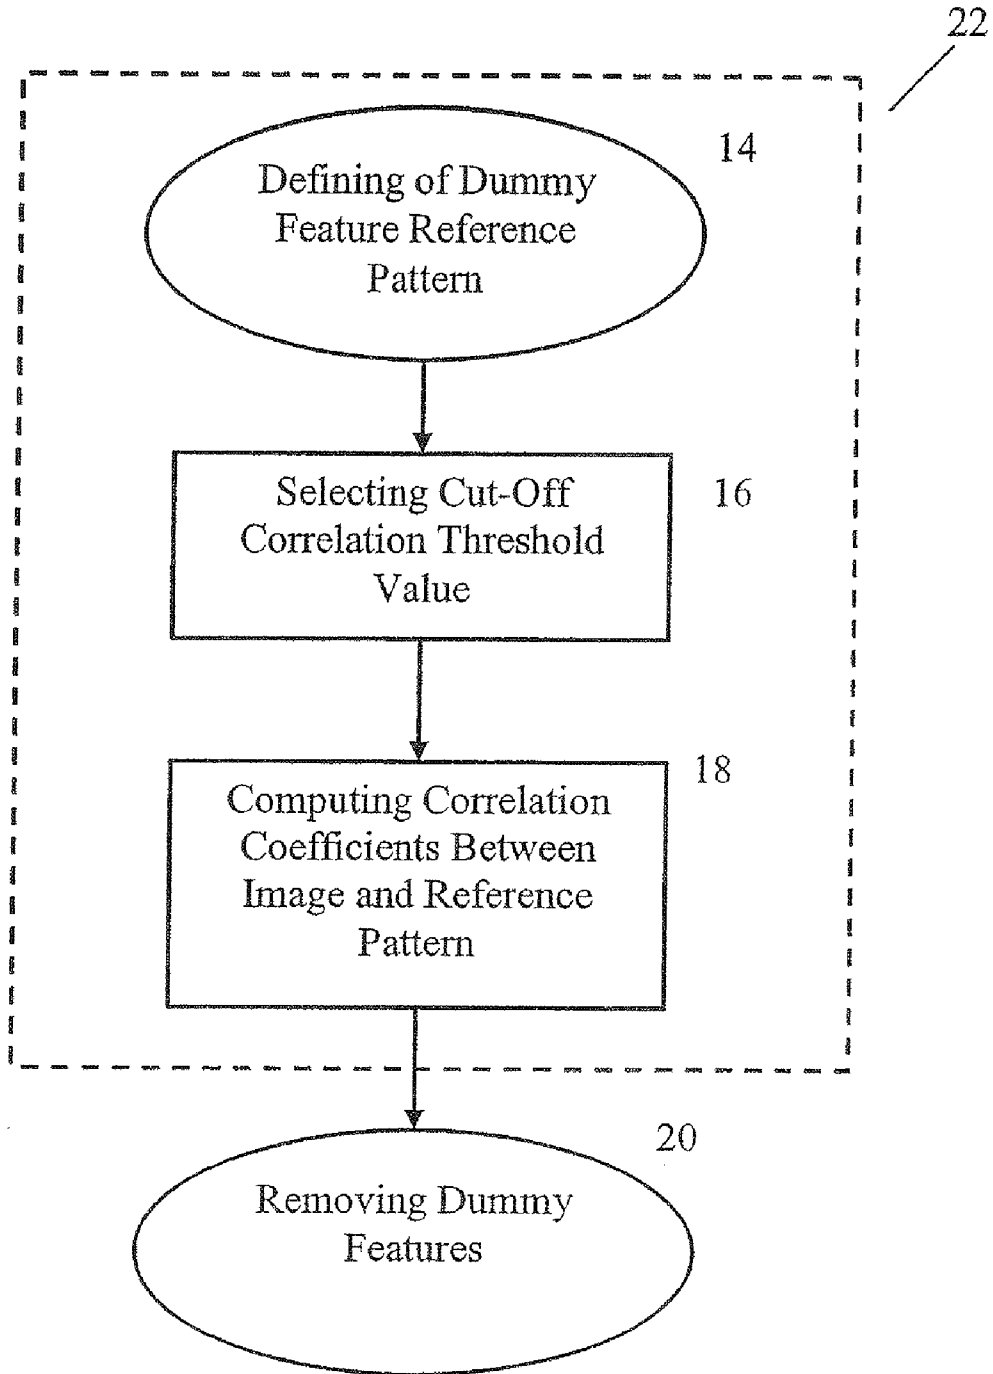 22
14
Defining of Dummy
Feature Reference
Pattern
16
Selecting Cut-Off
Correlation Threshold
Value
18
Computing Correlation
Coefficients Between
Image and Reference
Pattern
20
Removing Dummy
Features